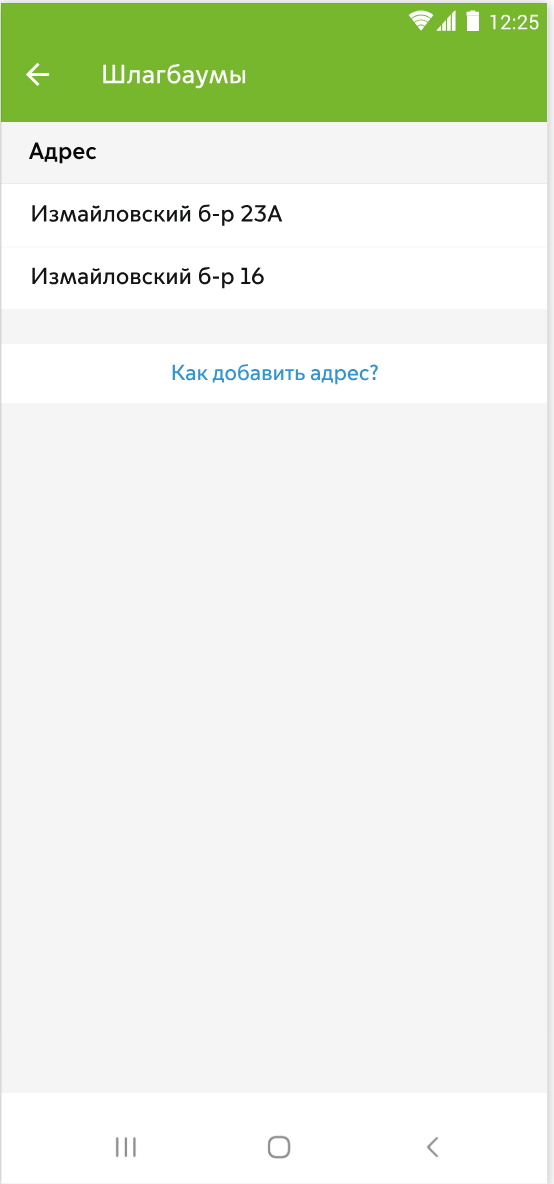 12:25
Шлагбаумы
Адрес
Измайловский б-р 23А
Измайловский б-р 16
Как добавить адрес?